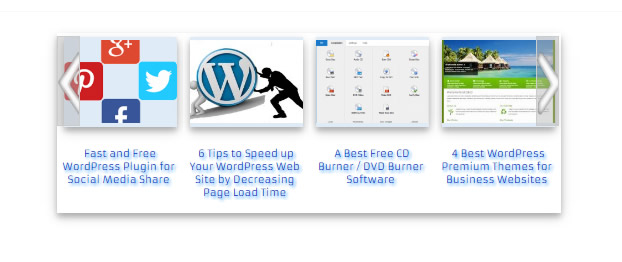 Fast and Free
WordPress Plugin for
Social Media Share
6 Tips to Speed up
Your WordPress Web
Site by Decreasing
Page Load Time
A Best Free CD
Burner / DVD Burner
Software
4 Best WordPress
Premium Themes for
Business Websites